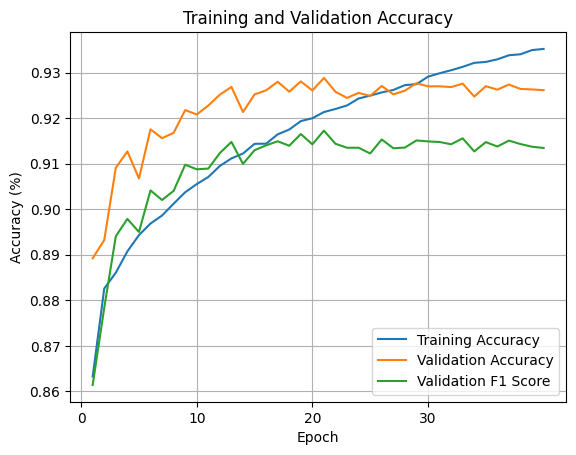 Training and Validation Accuracy
Accuracy (%)
0.93
0.92
0.91
0.90
0.89
0.88
0.87
0.86
Training Accuracy
Validation Accuracy
Validation F1 Score
0 10 20 30
Epoch